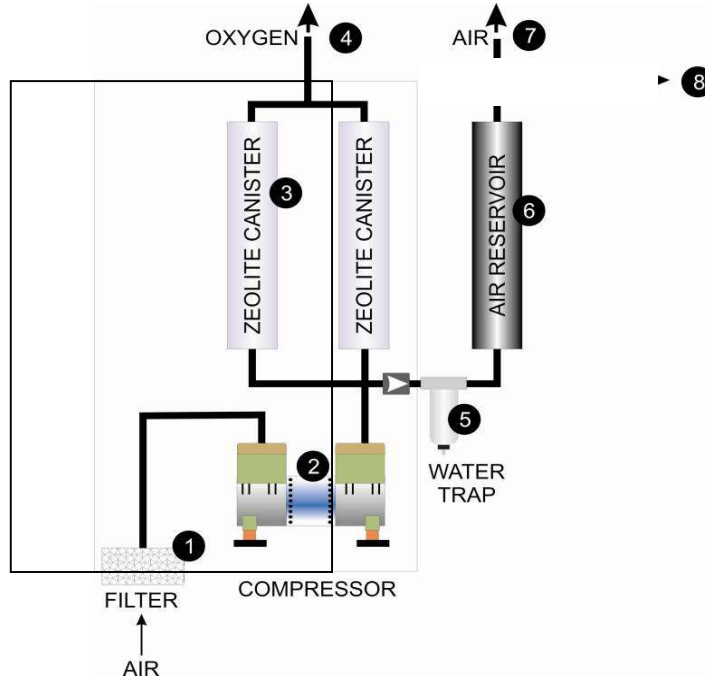 OXYGEN 4
AIR 7
8
ZEOLITE CANISTER 3
ZEOLITE CANISTER
AIR RESERVOIR 6
5
WATER
TRAP
2
1
COMPRESSOR
FILTER
AIR